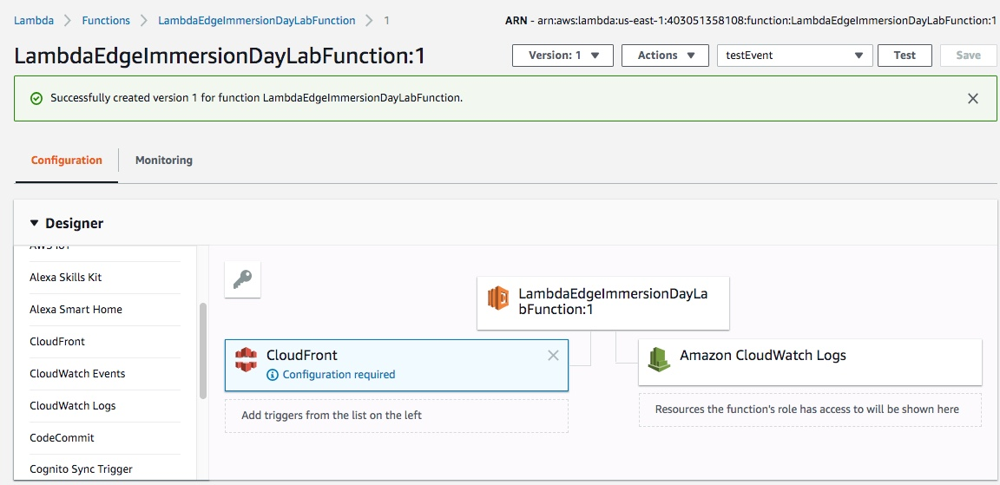 Lambda > Functions > LambdaEdgeImmersionDayLabFunction > 1
ARN - arn:aws:lambda:us-east-1:403051358108:function:LambdaEdgeImmersionDayLabFunction:1
LambdaEdgeImmersionDayLabFunction:1
Version: 1
Actions
testEvent
Test
Save
Successfully created version 1 for function LambdaEdgeImmersionDayLabFunction.
Configuration
Monitoring
Designer
Alexa Skills Kit
Alexa Smart Home
CloudFront
CloudWatch Events
CloudWatch Logs
CodeCommit
Cognito Sync Trigger
LambdaEdgeImmersionDayLa
bFunction:1
CloudFront
Configuration required
Add triggers from the list on the left
Amazon CloudWatch Logs
Resources the function's role has access to will be shown here